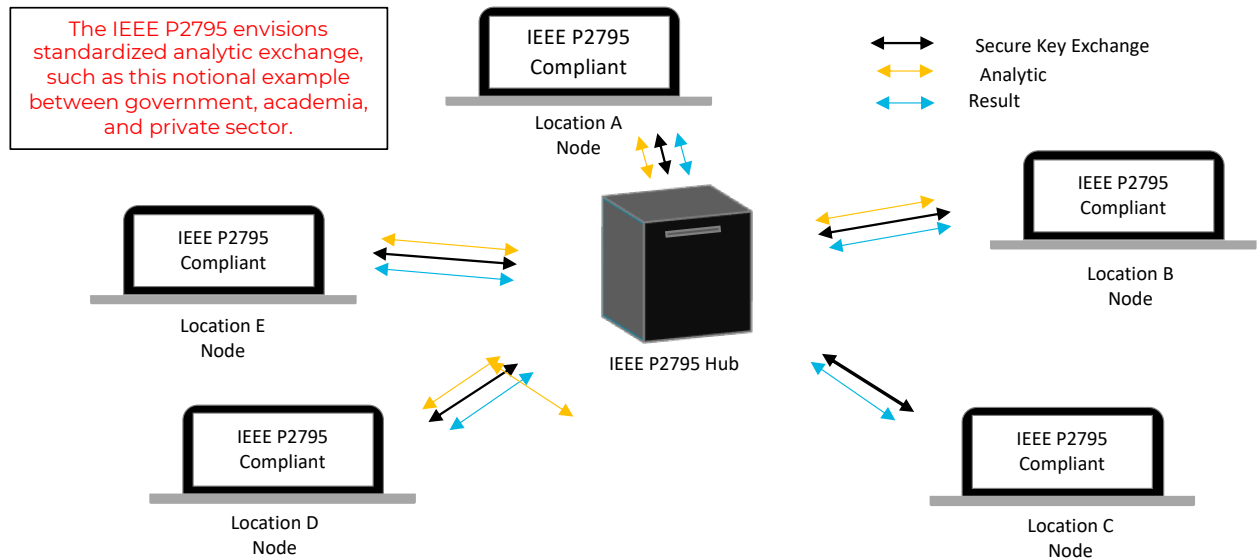 The IEEE P2795 envisions
standardized analytic exchange,
such as this notional example
between government, academia,
and private sector.
IEEE P2795
Compliant
Location A
Node
Secure Key Exchange
Analytic
Result
IEEE P2795
Compliant
Location B
Node
IEEE P2795
Compliant
Location E
Node
IEEE P2795 Hub
IEEE P2795
Compliant
Location D
Node
IEEE P2795
Compliant
Location C
Node